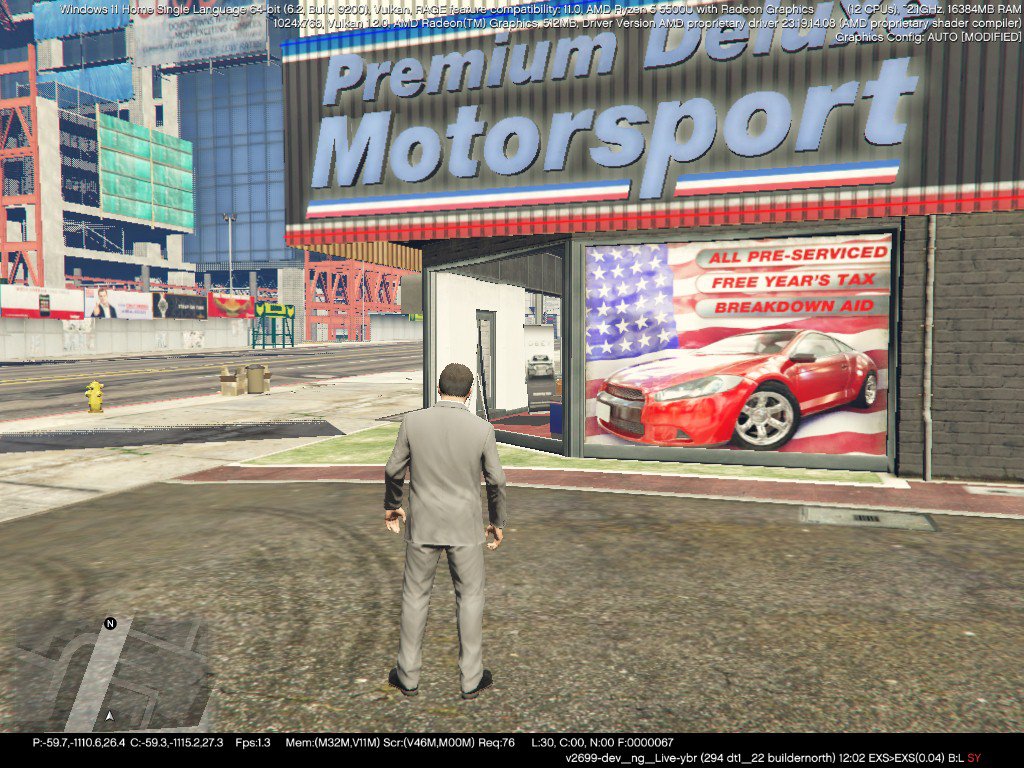 Windows 11 Home Single Language 64-bit (6.2, Build 9200), Vulkan, RAGE feature compatibility: 11.0, AMD Ryzen 5 5500U with Radeon Graphics (12 CPUs), ~2.1GHz, 16384MB RAM
1024x768, Vulkan 1.2.0, AMD Radeon(TM) Graphics, 512MB, Driver Version AMD proprietary driver 23.19.14.08 (AMD proprietary shader compiler)
Graphics Config: AUTO [MODIFIED]
Premium Deluxe
Motorsport
ALL PRE-SERVICED
FREE YEAR'S TAX
BREAKDOWN AID
N
P:-59.7,-1110.6,26.4 C:-59.3,-1115.2,27.3 Fps:1.3 Mem:(M32M,V11M) Scr:(V46M,M00M) Req:76 L:30, C:00, N:00 F:0000067
v2699-dev_ng_Live-ybr (294 dt1_22 buildernorth) 12:02 EXS>EXS(0.04) B:L SY